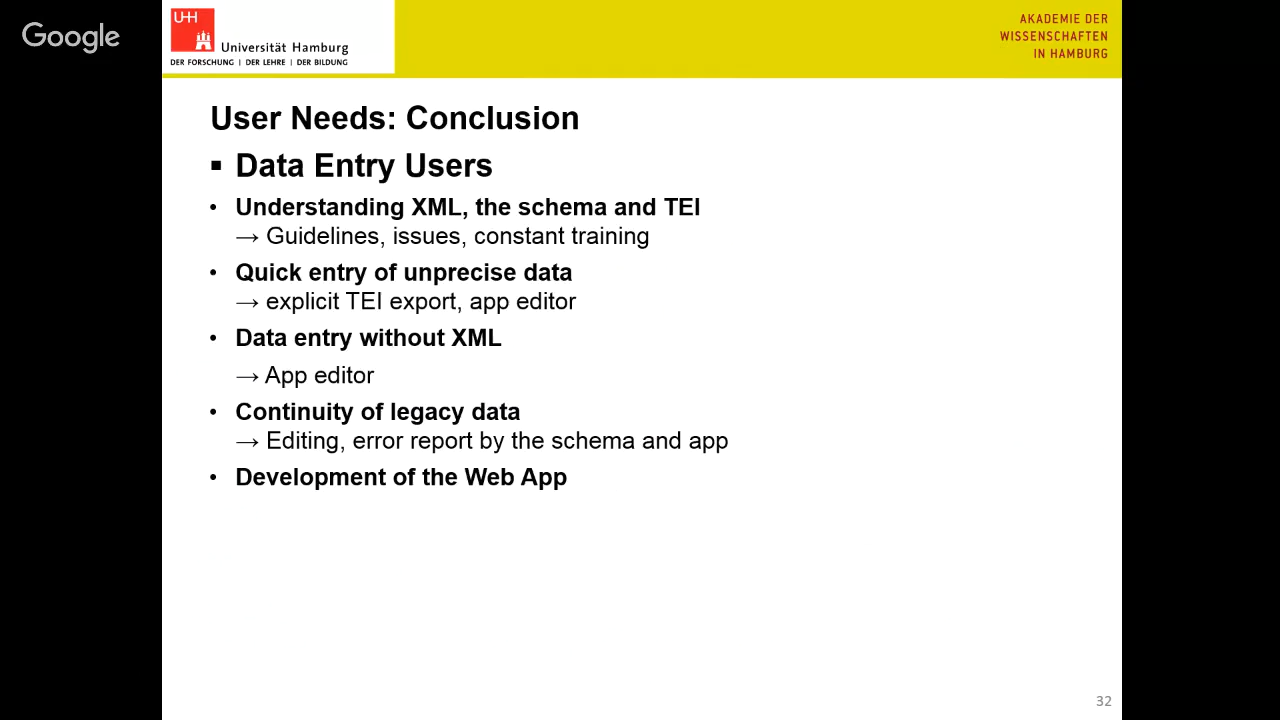 Google
UHH
Universität Hamburg
DER FORSCHUNG | DER LEHRE | DER BILDUNG
AKADEMIE DER
WISSENSCHAFTEN
IN HAMBURG
User Needs: Conclusion
▪ Data Entry Users
• Understanding XML, the schema and TEI
→ Guidelines, issues, constant training
• Quick entry of unprecise data
→ explicit TEI export, app editor
• Data entry without XML
→ App editor
• Continuity of legacy data
→ Editing, error report by the schema and app
• Development of the Web App
32